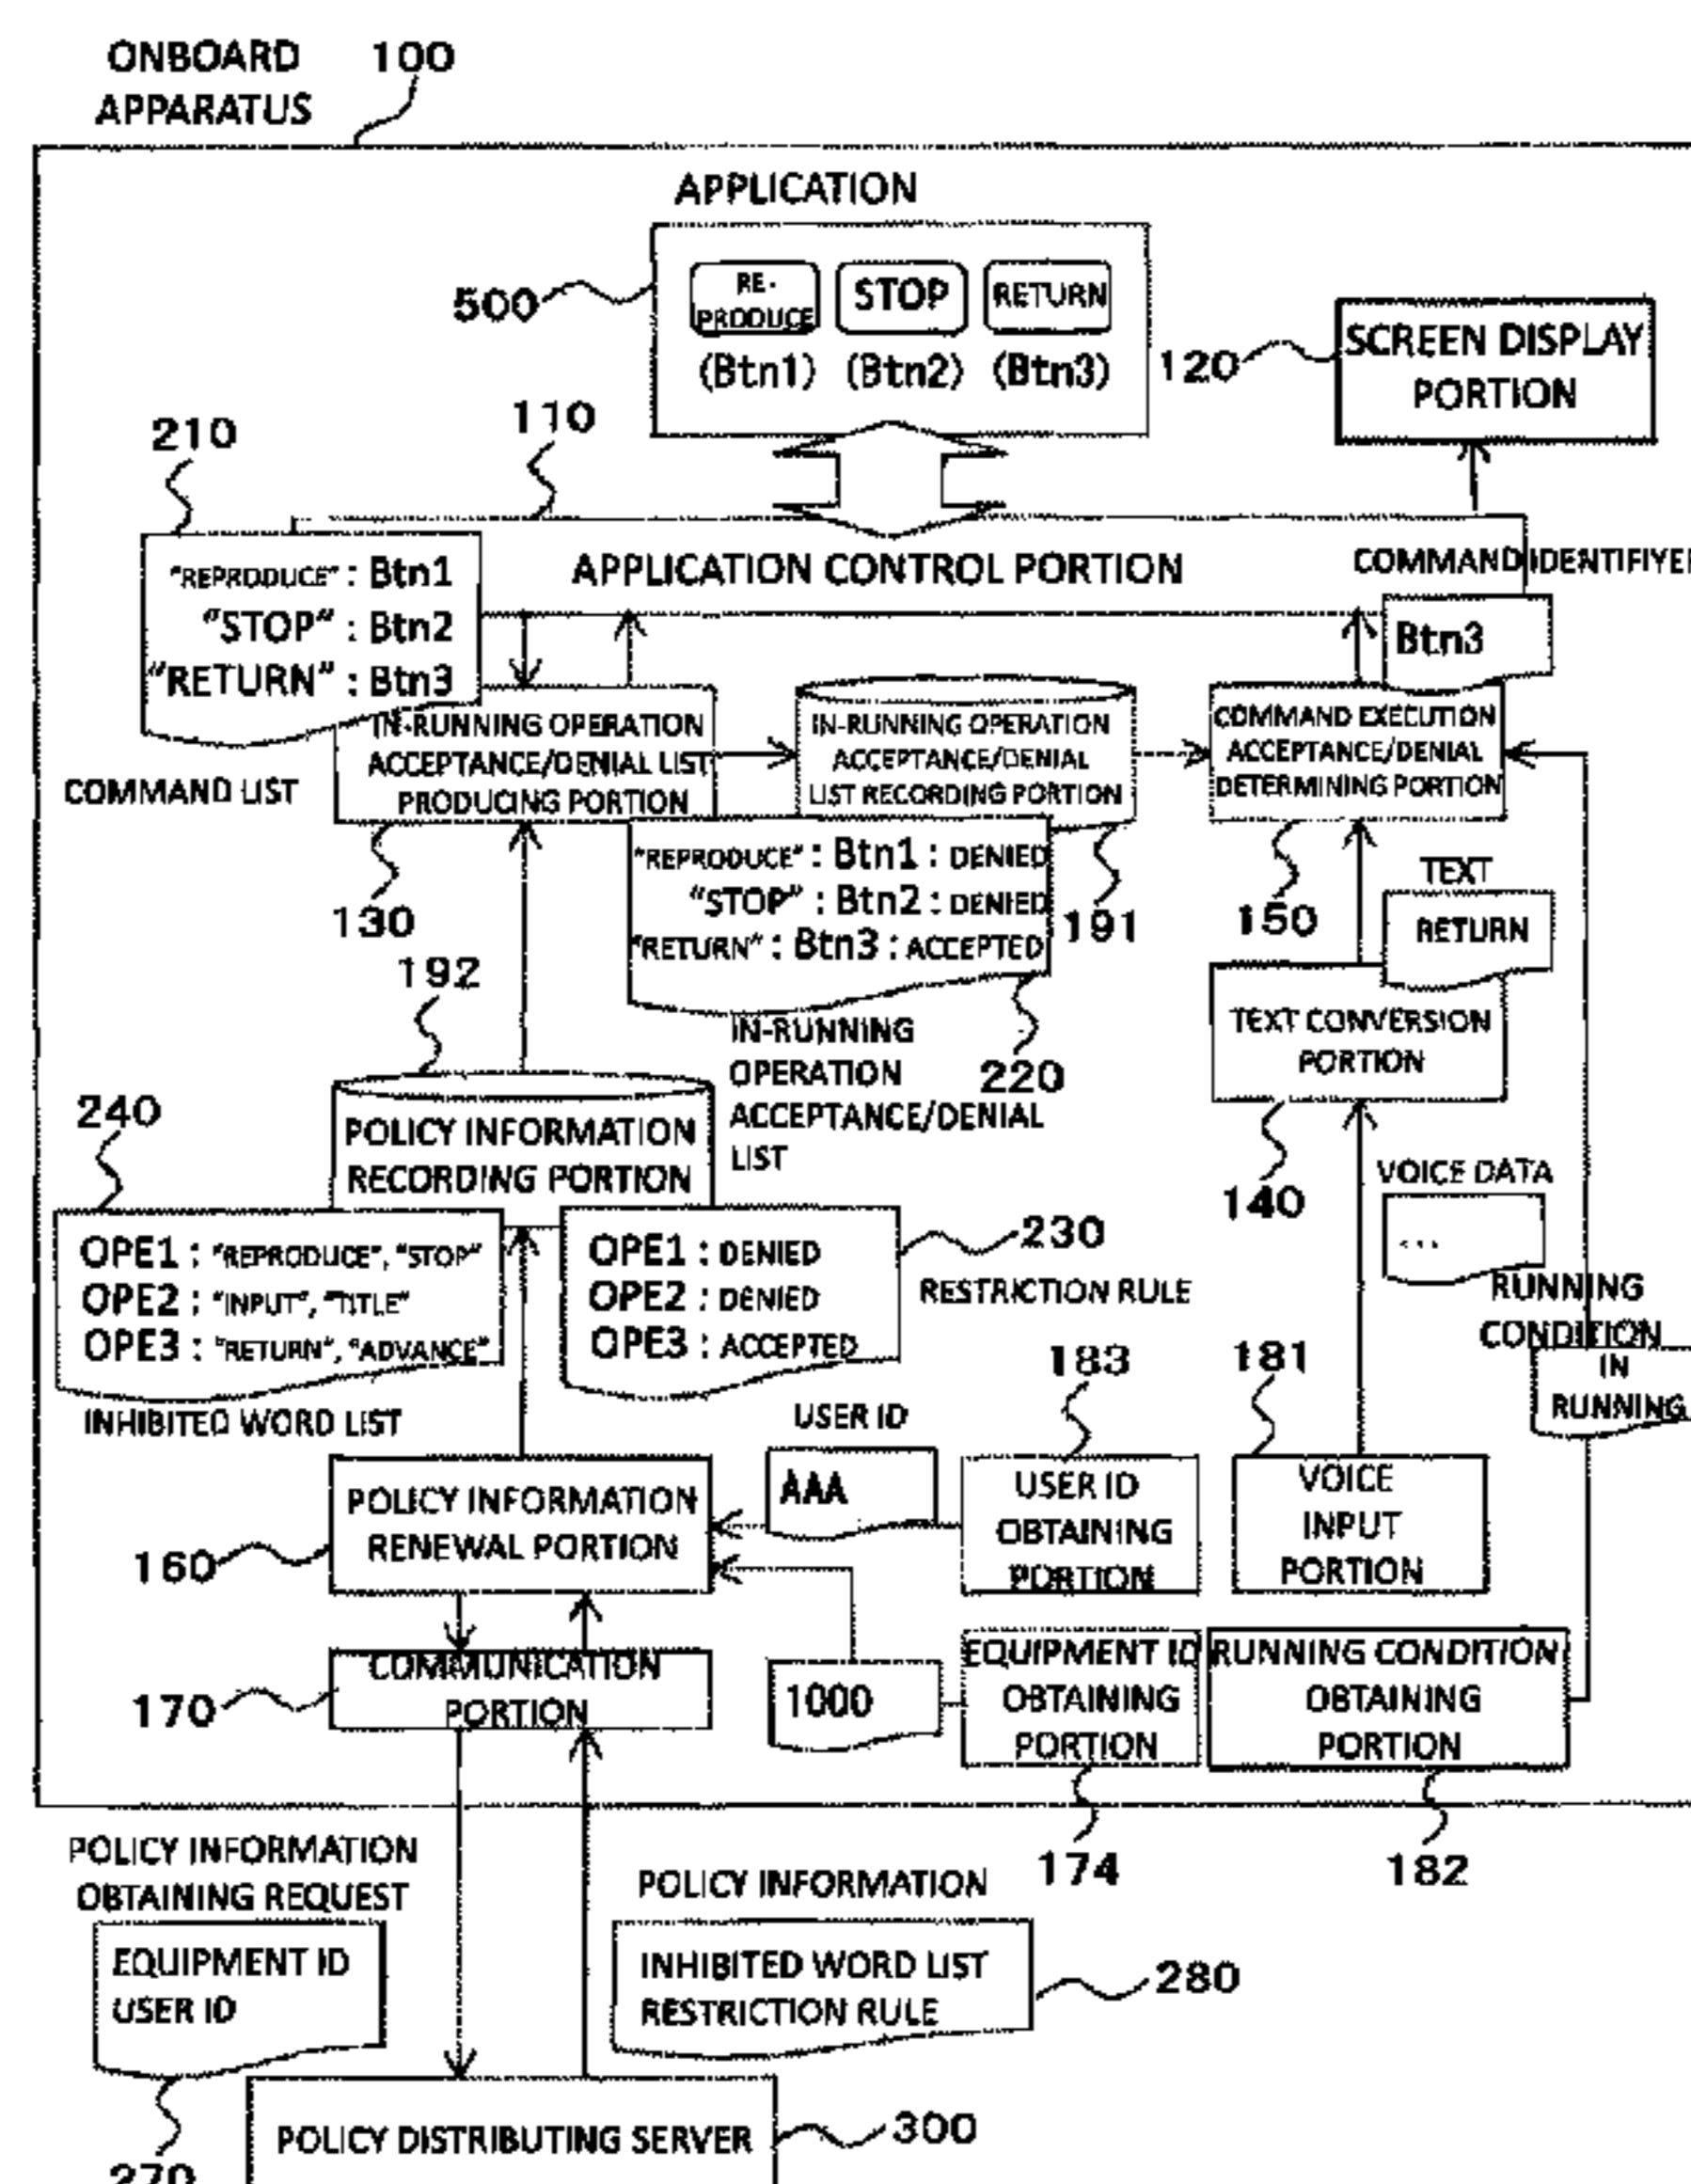 ONBOARD
APPARATUS
100
APPLICATION
500
RE-
PRODUCE
STOP
RETURN
(Btn1) (Btn2) (Btn3)
120
SCREEN DISPLAY
PORTION
210
110
"REPRODUCE" : Btn1
"STOP" : Btn2
"RETURN" : Btn3
COMMAND LIST
APPLICATION CONTROL PORTION
COMMAND IDENTIFIYER
Btn3
IN-RUNNING OPERATION
ACCEPTANCE/DENIAL LIST
PRODUCING PORTION
130
IN-RUNNING OPERATION
ACCEPTANCE/DENIAL
LIST RECORDING PORTION
191
COMMAND EXECUTION
ACCEPTANCE/DENIAL
DETERMINING PORTION
150
"REPRODUCE" : Btn1 : DENIED
"STOP" : Btn2 : DENIED
"RETURN" : Btn3 : ACCEPTED
220
IN-RUNNING
OPERATION
ACCEPTANCE/DENIAL
LIST
TEXT
RETURN
TEXT CONVERSION
PORTION
140
192
POLICY INFORMATION
RECORDING PORTION
240
OPE1 : "REPRODUCE", "STOP"
OPE2 : "INPUT", "TITLE"
OPE3 : "RETURN", "ADVANCE"
INHIBITED WORD LIST
OPE1 : DENIED
OPE2 : DENIED
OPE3 : ACCEPTED
230
RESTRICTION RULE
VOICE DATA
...
RUNNING
CONDITION
IN
RUNNING
160
POLICY INFORMATION
RENEWAL PORTION
USER ID
AAA
183
USER ID
OBTAINING
PORTION
181
VOICE
INPUT
PORTION
170
COMMUNICATION
PORTION
1000
EQUIPMENT ID
OBTAINING
PORTION
174
RUNNING CONDITION
OBTAINING
PORTION
182
POLICY INFORMATION
OBTAINING REQUEST
EQUIPMENT ID
USER ID
270
POLICY INFORMATION
INHIBITED WORD LIST
RESTRICTION RULE
280
POLICY DISTRIBUTING SERVER
300